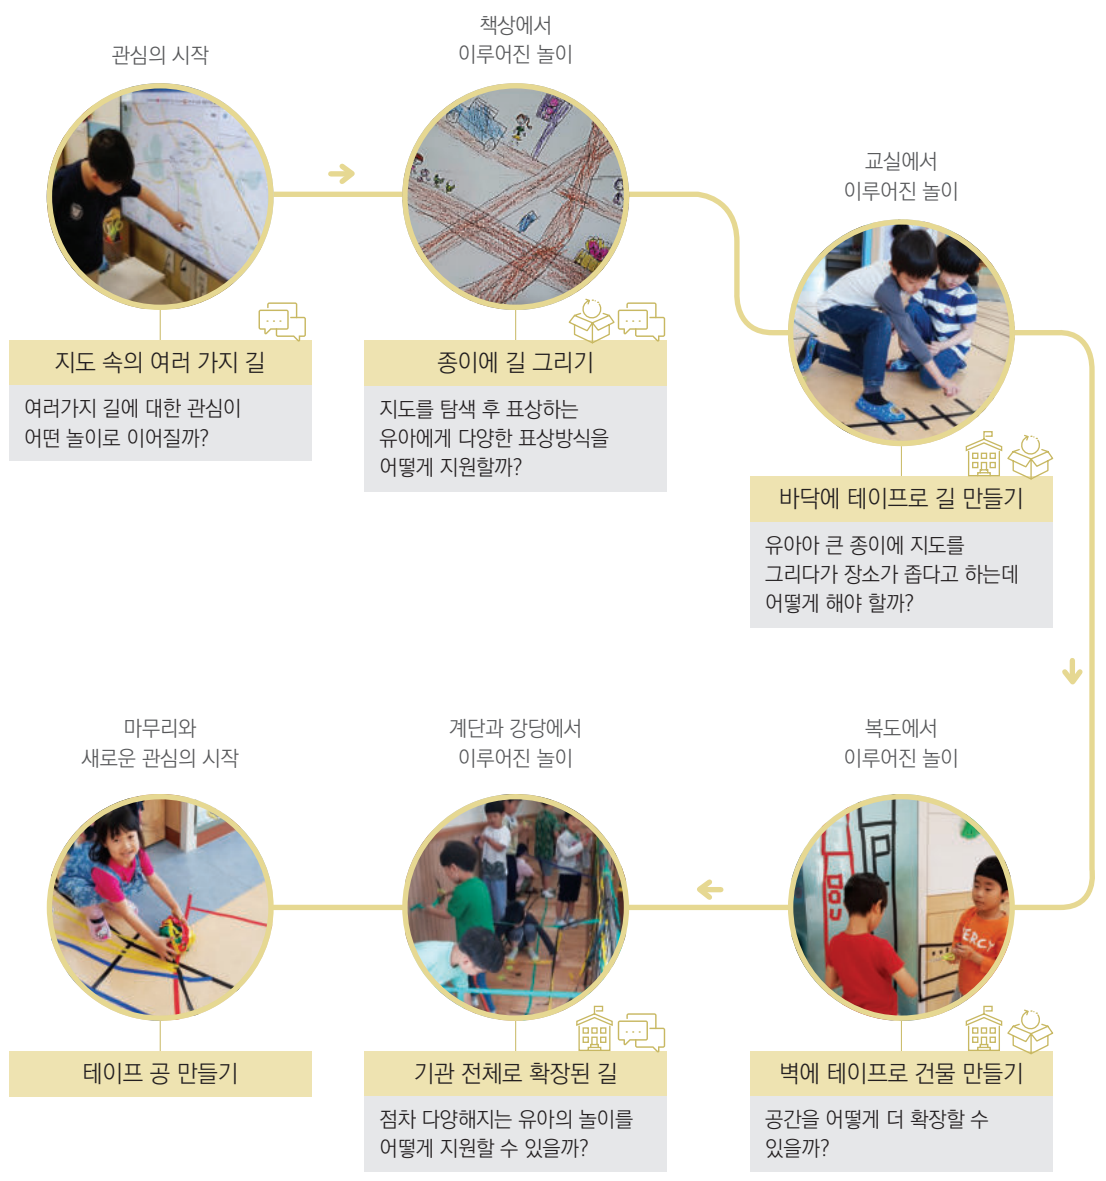 관심의 시작
지도 속의 여러 가지 길
여러가지 길에 대한 관심이
어떤 놀이로 이어질까?
책상에서
이루어진 놀이
종이에 길 그리기
지도를 탐색 후 표상하는
유아에게 다양한 표상방식을
어떻게 지원할까?
교실에서
이루어진 놀이
바닥에 테이프로 길 만들기
유아아 큰 종이에 지도를
그리다가 장소가 좁다고 하는데
어떻게 해야 할까?
복도에서
이루어진 놀이
벽에 테이프로 건물 만들기
공간을 어떻게 더 확장할 수
있을까?
계단과 강당에서
이루어진 놀이
기관 전체로 확장된 길
점차 다양해지는 유아의 놀이를
어떻게 지원할 수 있을까?
마무리와
새로운 관심의 시작
테이프 공 만들기